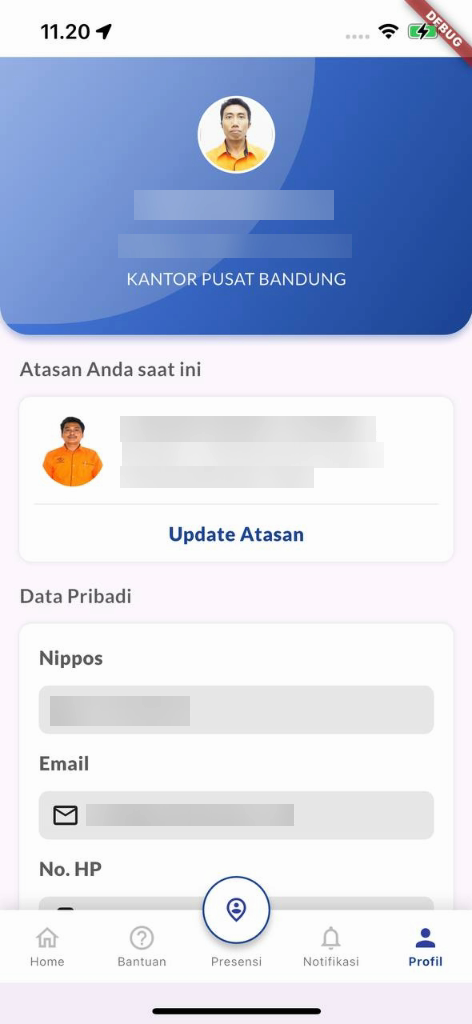 11.20
DEBUG
KANTOR PUSAT BANDUNG
Atasan Anda saat ini
Update Atasan
Data Pribadi
Nippos
Email
No. HP
Home
Bantuan
Presensi
Notifikasi
Profil